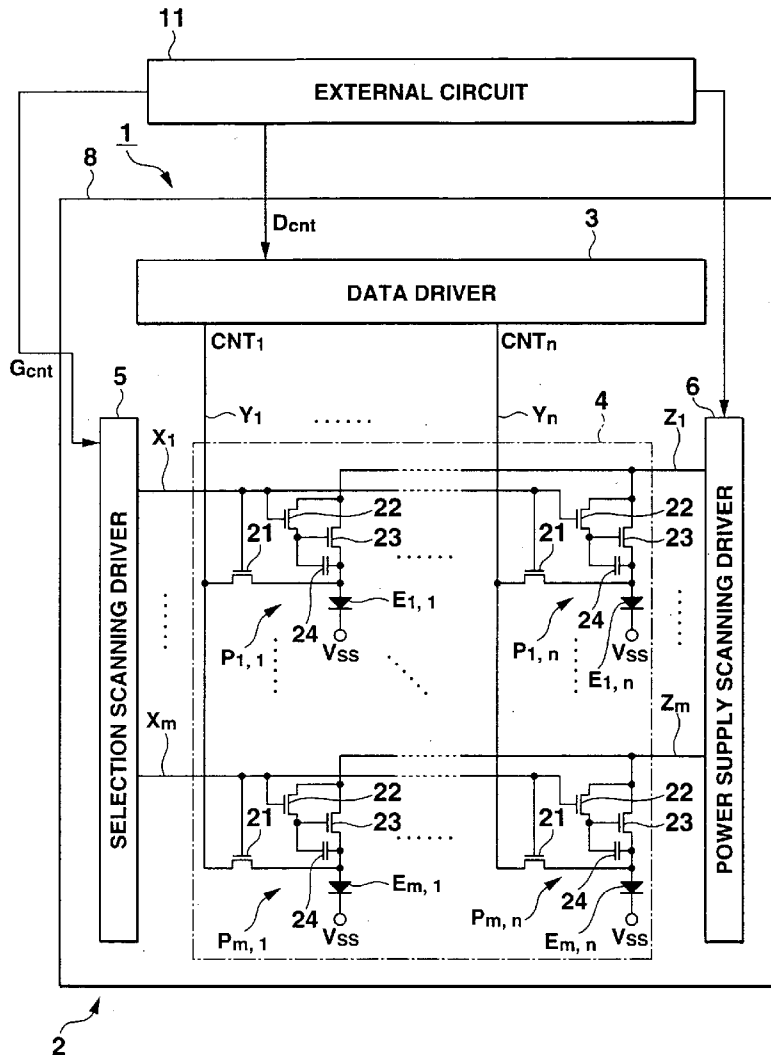 11
EXTERNAL CIRCUIT
1
8
Dcnt
3
DATA DRIVER
CNT1
CNTn
Gcnt
5
Y1
......
Yn
4
Z1
6
X1
SELECTION SCANNING DRIVER
POWER SUPPLY SCANNING DRIVER
22
22
21
23
21
23
24
E1, 1
24
P1, 1
VSS
P1, n
VSS
E1, n
Xm
Zm
22
22
21
23
21
23
24
Em, 1
24
Pm, 1
VSS
Pm, n
Em, n
VSS
2